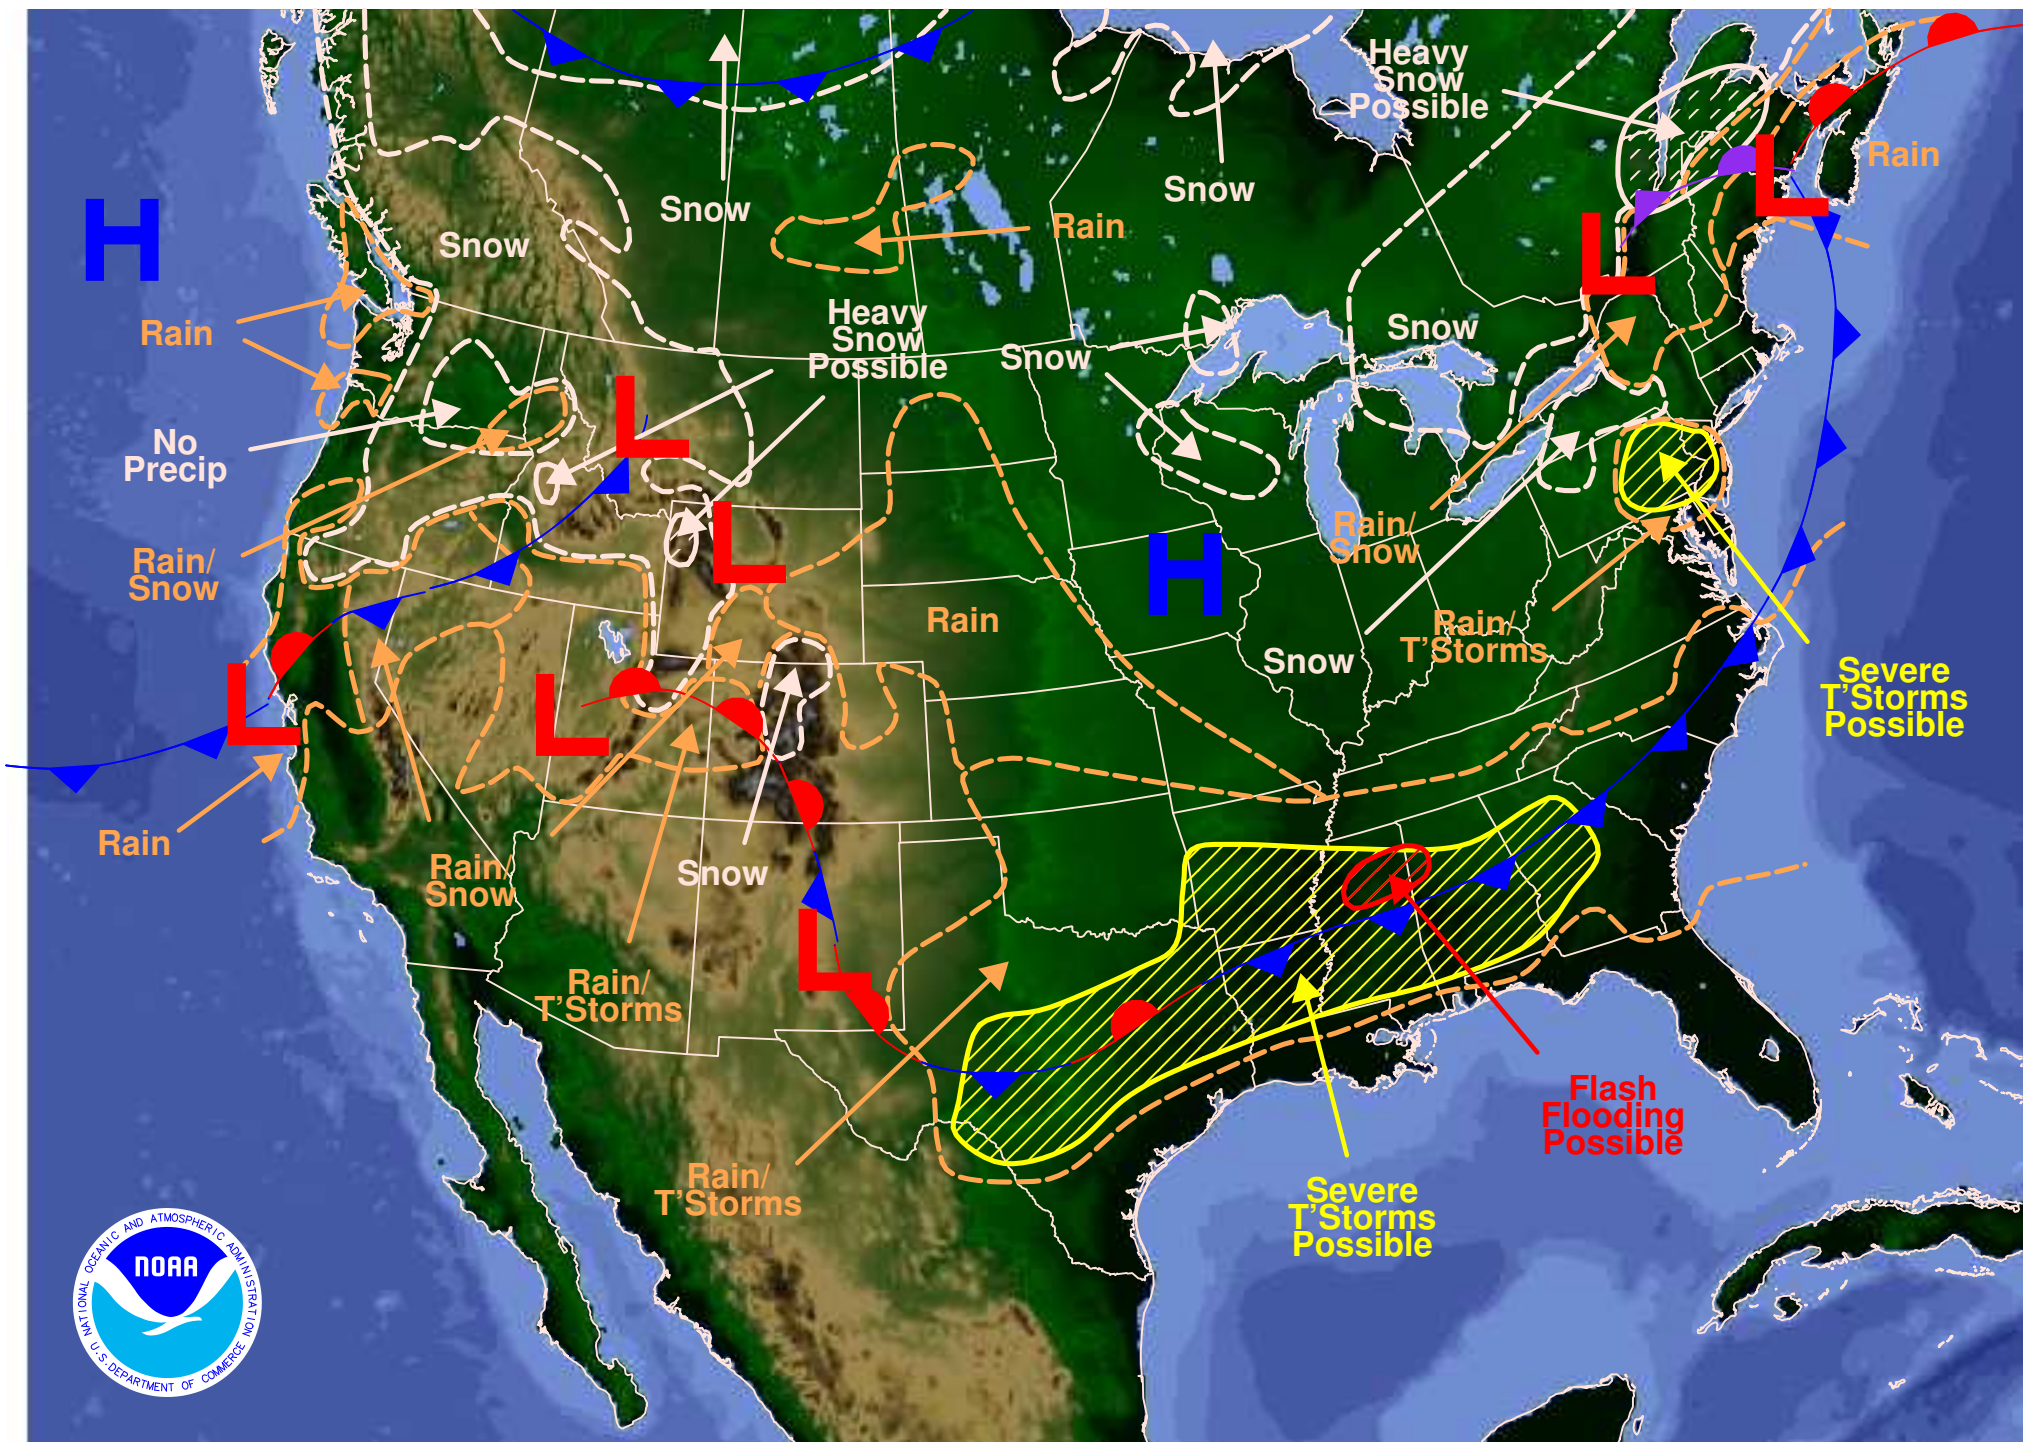 Heavy
Snow
Possible
Rain
Snow
Snow
Snow
Rain
H
L
L
Rain
Heavy
Snow
Possible
Snow
Snow
No
Precip
L
Rain/
Snow
L
H
Rain/
Snow
Rain
Rain/
T'Storms
Snow
Severe
T'Storms
Possible
L
L
Rain
Rain/
Snow
Snow
L
Rain/
T'Storms
Flash
Flooding
Possible
Rain/
T'Storms
Severe
T'Storms
Possible
NATIONAL OCEANIC AND ATMOSPHERIC ADMINISTRATION
NOAA
U.S. DEPARTMENT OF COMMERCE